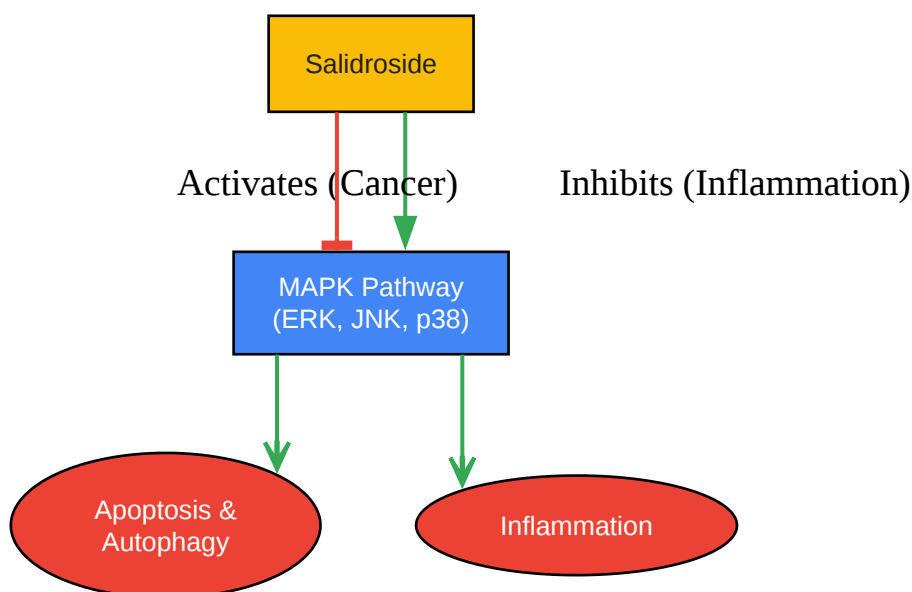 Salidroside
Activates (Cancer)
Inhibits (Inflammation)
MAPK Pathway
(ERK, JNK, p38)
Apoptosis &
Autophagy
Inflammation